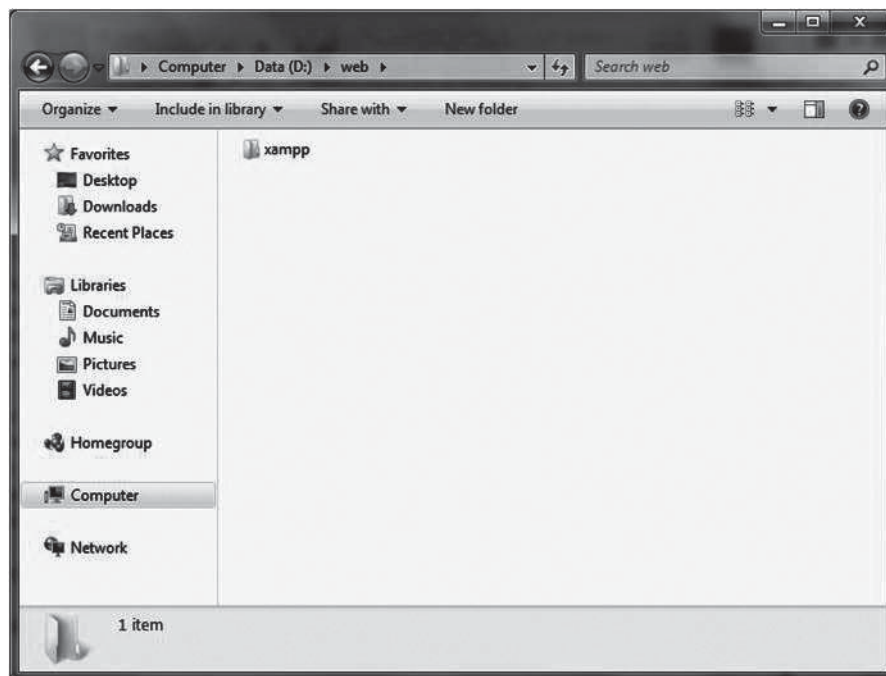 Computer Data (D:) web Search web
Organize Include in library Share with New folder
Favorites
Desktop
Downloads
Recent Places
Libraries
Documents
Music
Pictures
Videos
Homegroup
Computer
Network
xampp
1 item